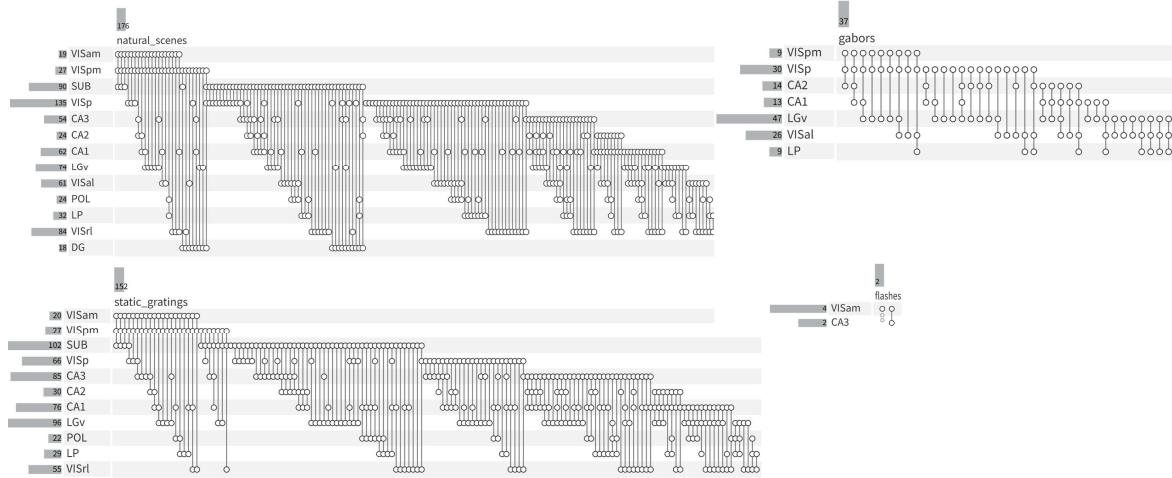 176
natural_scenes
19 VISam
27 VISpm
90 SUB
135 VISp
54 CA3
24 CA2
62 CA1
74 LGv
61 VISal
24 POL
32 LP
84 VISrl
18 DG
37
gabors
9 VISpm
30 VISp
14 CA2
13 CA1
47 LGv
26 VISal
9 LP
152
static_gratings
20 VISam
27 VISpm
102 SUB
66 VISp
85 CA3
30 CA2
76 CA1
96 LGv
22 POL
29 LP
55 VISrl
2
flashes
4 VISam
2 CA3